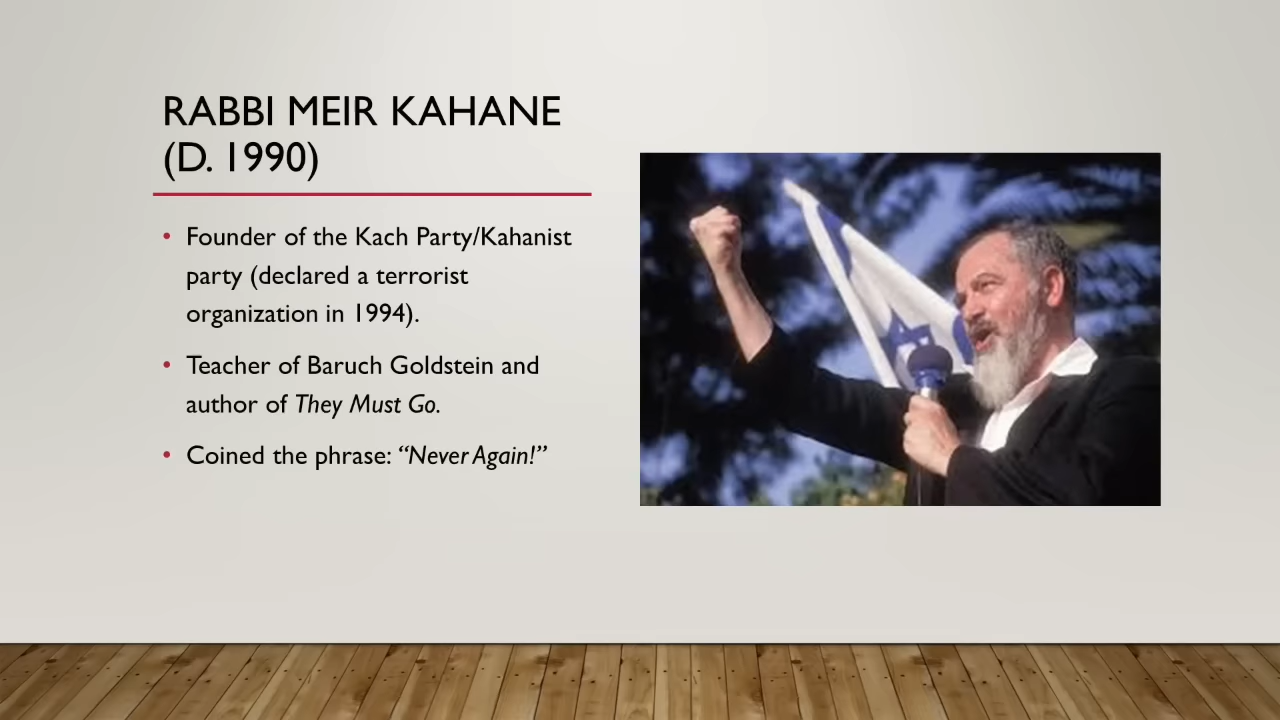 RABBI MEIR KAHANE
(D. 1990)
• Founder of the Kach Party/Kahanist
party (declared a terrorist
organization in 1994).
• Teacher of Baruch Goldstein and
author of They Must Go.
• Coined the phrase: “Never Again!”